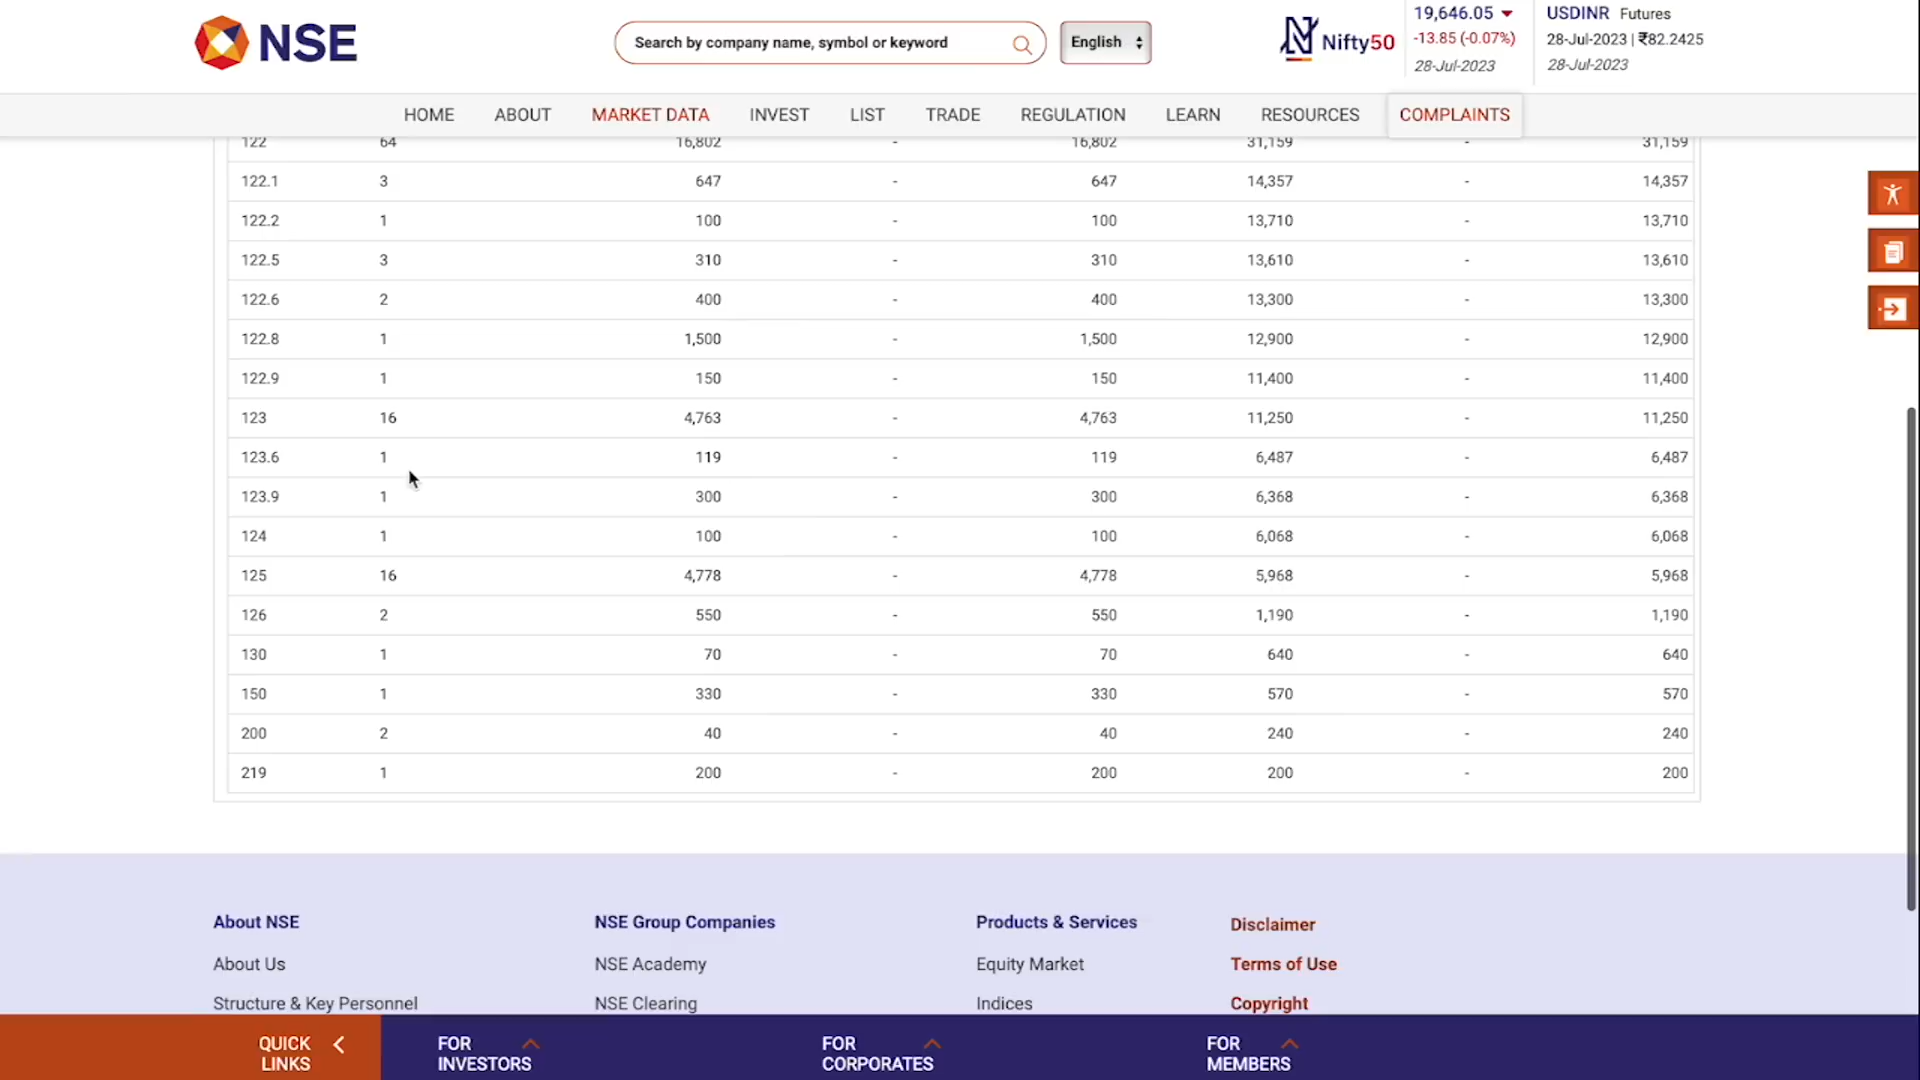 NSE
Search by company name, symbol or keyword
English
Nifty50
19,646.05
-13.85 (-0.07%)
28-Jul-2023
USDINR Futures
28-Jul-2023 | ₹82.2425
28-Jul-2023
HOME ABOUT MARKET DATA INVEST LIST TRADE REGULATION LEARN RESOURCES COMPLAINTS
122 64 16,802 - 16,802 31,159 - 31,159
122.1 3 647 - 647 14,357 - 14,357
122.2 1 100 - 100 13,710 - 13,710
122.5 3 310 - 310 13,610 - 13,610
122.6 2 400 - 400 13,300 - 13,300
122.8 1 1,500 - 1,500 12,900 - 12,900
122.9 1 150 - 150 11,400 - 11,400
123 16 4,763 - 4,763 11,250 - 11,250
123.6 1 119 - 119 6,487 - 6,487
123.9 1 300 - 300 6,368 - 6,368
124 1 100 - 100 6,068 - 6,068
125 16 4,778 - 4,778 5,968 - 5,968
126 2 550 - 550 1,190 - 1,190
130 1 70 - 70 640 - 640
150 1 330 - 330 570 - 570
200 2 40 - 40 240 - 240
219 1 200 - 200 200 - 200
About NSE NSE Group Companies Products & Services Disclaimer
About Us NSE Academy Equity Market Terms of Use
Structure & Key Personnel NSE Clearing Indices Copyright
QUICK
LINKS
FOR
INVESTORS
FOR
CORPORATES
FOR
MEMBERS